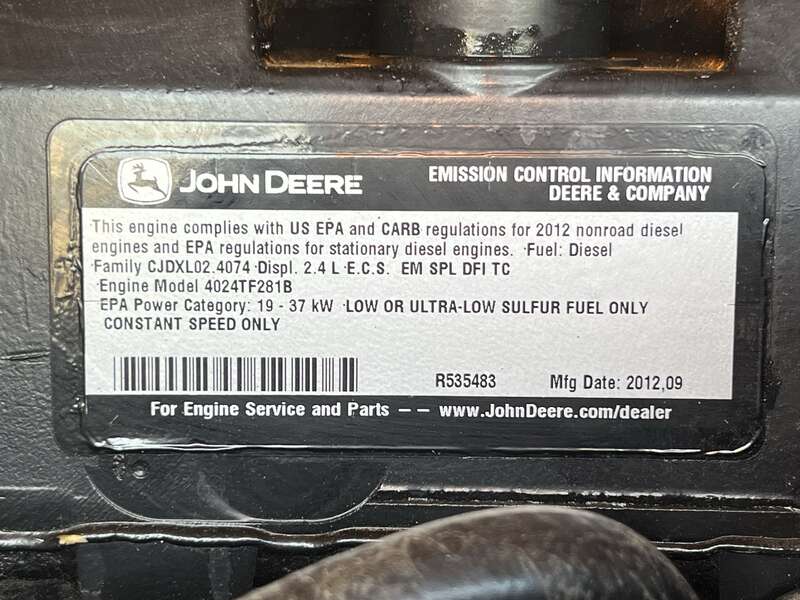 JOHN DEERE
EMISSION CONTROL INFORMATION
DEERE & COMPANY
This engine complies with US EPA and CARB regulations for 2012 nonroad diesel
engines and EPA regulations for stationary diesel engines. ·Fuel: Diesel
·Family CJDXL02.4074 ·Displ. 2.4 L ·E.C.S. EM SPL DFI TC
·Engine Model 4024TF281B
EPA Power Category: 19 - 37 kW ·LOW OR ULTRA-LOW SULFUR FUEL ONLY
CONSTANT SPEED ONLY
R535483 Mfg Date: 2012,09
For Engine Service and Parts – – www.JohnDeere.com/dealer